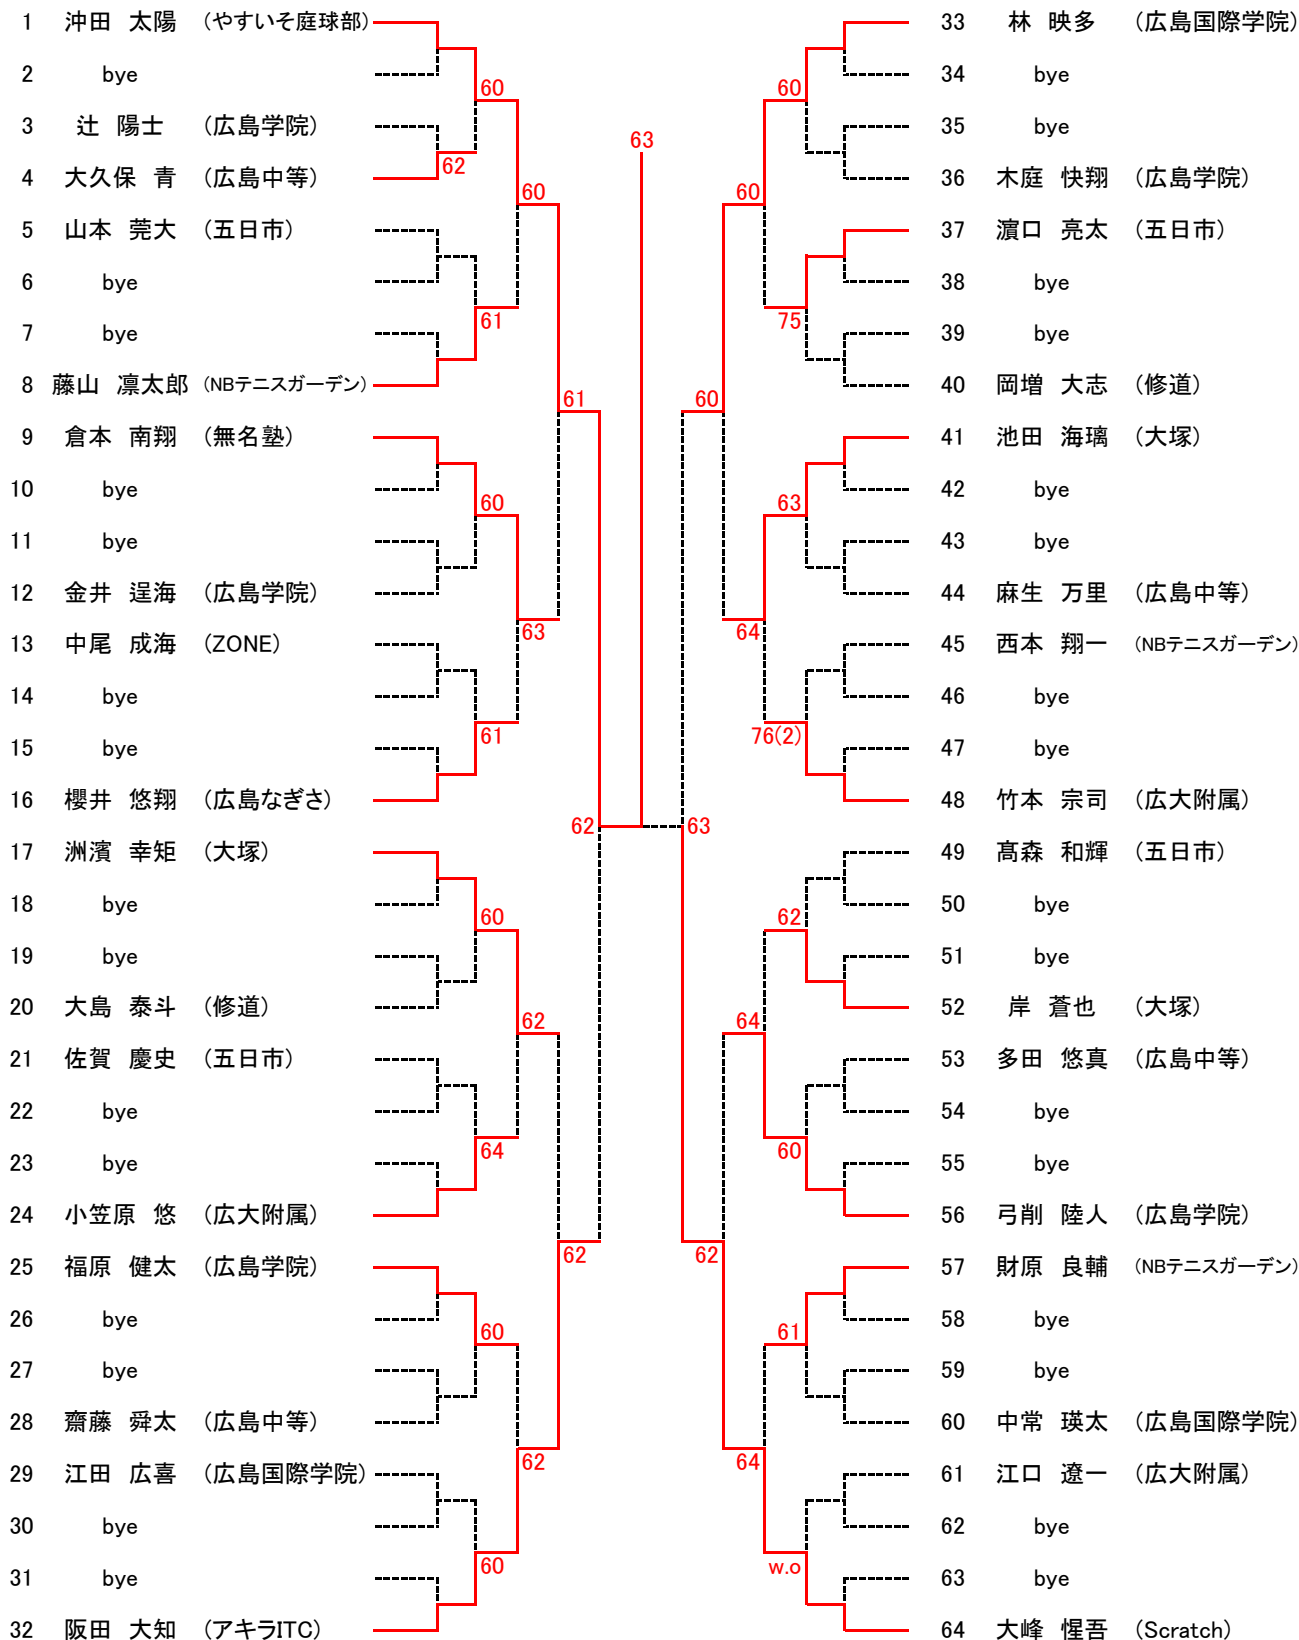 1 沖田 太陽 (やすいそ庭球部)
2 bye
60
3 辻 陽士 (広島学院)
62
4 大久保 青 (広島中等)
60
5 山本 莞大 (五日市)
6 bye
61
7 bye
8 藤山 凛太郎 (NBテニスガーデン)
61
9 倉本 南翔 (無名塾)
10 bye
60
11 bye
12 金井 逞海 (広島学院)
63
13 中尾 成海 (ZONE)
14 bye
61
15 bye
16 櫻井 悠翔 (広島なぎさ)
62
17 洲濱 幸矩 (大塚)
18 bye
60
19 bye
20 大島 泰斗 (修道)
62
21 佐賀 慶史 (五日市)
22 bye
64
23 bye
24 小笠原 悠 (広大附属)
62
25 福原 健太 (広島学院)
26 bye
60
27 bye
28 齋藤 舜太 (広島中等)
62
29 江田 広喜 (広島国際学院)
30 bye
60
31 bye
32 阪田 大知 (アキラITC)
63
33 林 映多 (広島国際学院)
34 bye
60
35 bye
36 木庭 快翔 (広島学院)
60
37 濵口 亮太 (五日市)
38 bye
75
39 bye
40 岡増 大志 (修道)
60
41 池田 海璃 (大塚)
42 bye
63
43 bye
44 麻生 万里 (広島中等)
64
45 西本 翔一 (NBテニスガーデン)
46 bye
76(2)
47 bye
48 竹本 宗司 (広大附属)
63
49 髙森 和輝 (五日市)
50 bye
62
51 bye
52 岸 蒼也 (大塚)
64
53 多田 悠真 (広島中等)
54 bye
60
55 bye
56 弓削 陸人 (広島学院)
62
57 財原 良輔 (NBテニスガーデン)
58 bye
61
59 bye
60 中常 瑛太 (広島国際学院)
64
61 江口 遼一 (広大附属)
62 bye
w.o
63 bye
64 大峰 惺吾 (Scratch)